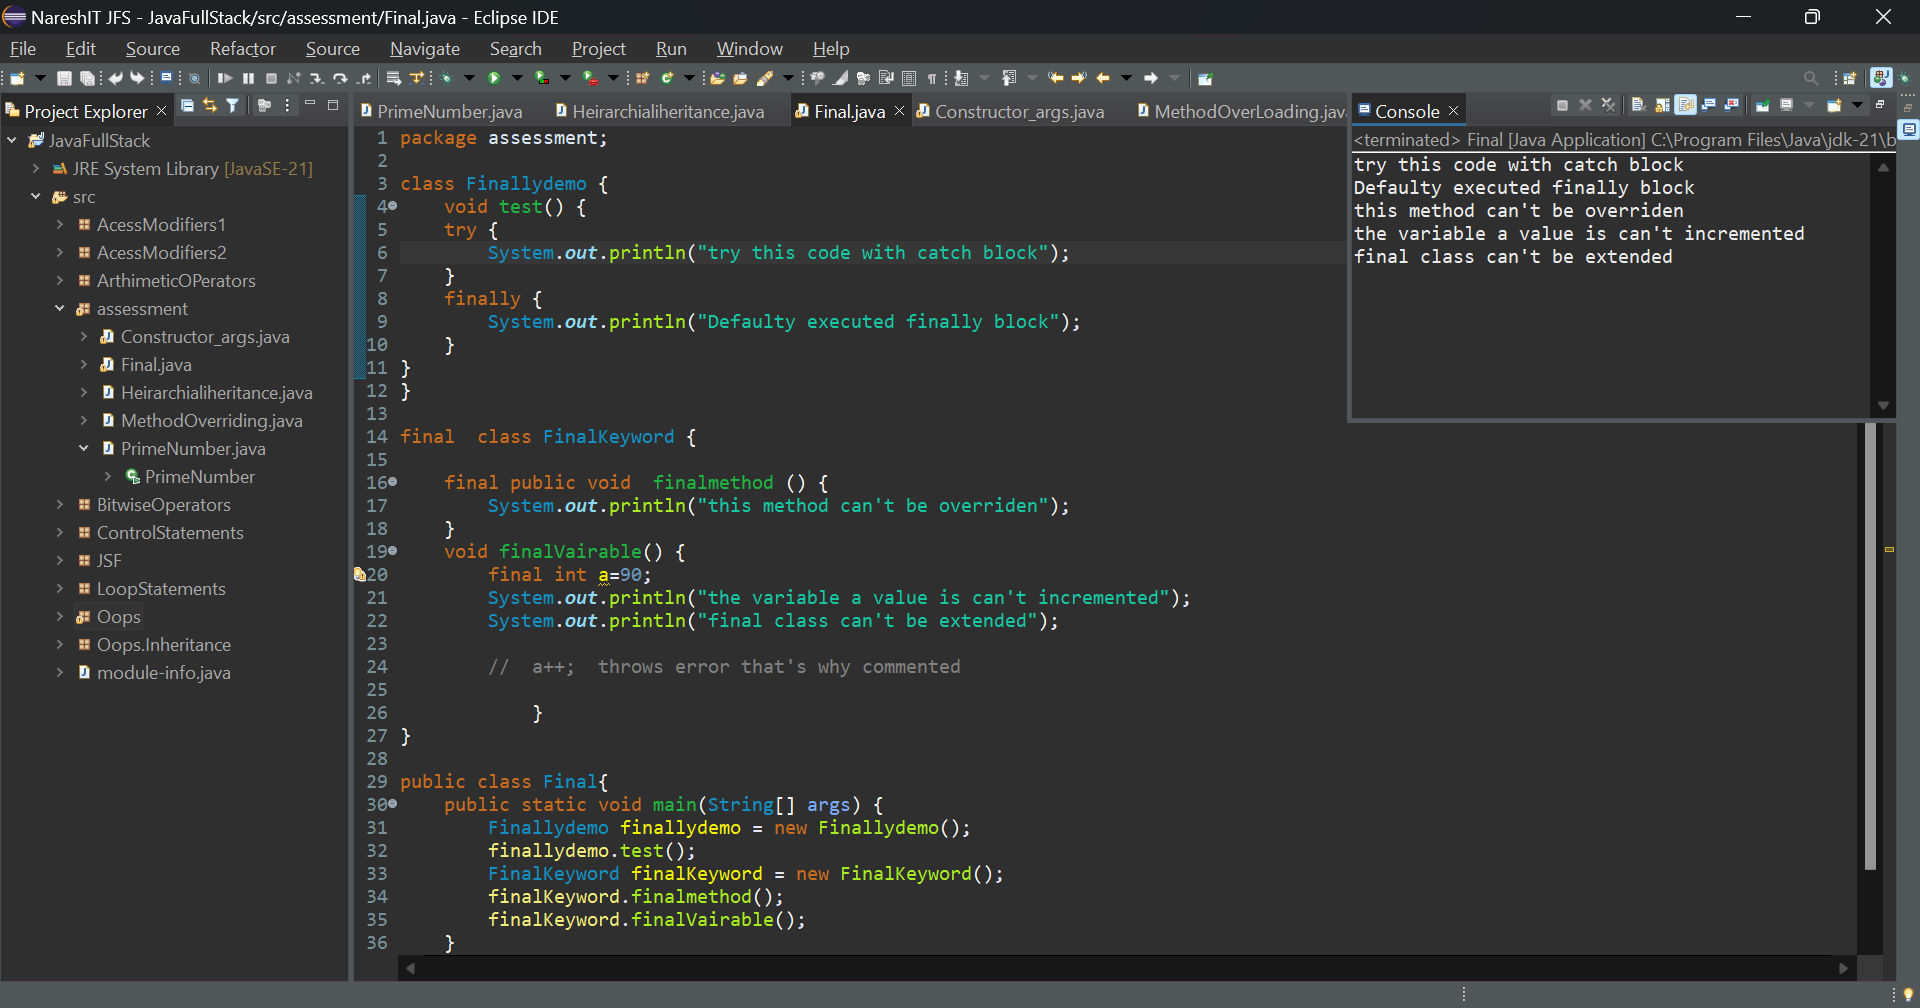 NareshIT JFS - JavaFullStack/src/assessment/Final.java - Eclipse IDE
File Edit Source Refactor Source Navigate Search Project Run Window Help
Project Explorer
JavaFullStack
JRE System Library [JavaSE-21]
src
AcessModifiers1
AcessModifiers2
ArthimeticOPerators
assessment
Constructor_args.java
Final.java
Heirarchialiheritance.java
MethodOverriding.java
PrimeNumber.java
PrimeNumber
BitwiseOperators
ControlStatements
JSF
LoopStatements
Oops
Oops.Inheritance
module-info.java
PrimeNumber.java Heirarchialiheritance.java Final.java Constructor_args.java MethodOverLoading.jav
1 package assessment;
2
3 class Finallydemo {
4 void test() {
5 try {
6 System.out.println("try this code with catch block");
7 }
8 finally {
9 System.out.println("Defaulty executed finally block");
10 }
11 }
12 }
13
14 final class FinalKeyword {
15
16 final public void finalmethod () {
17 System.out.println("this method can't be overriden");
18 }
19 void finalVairable() {
20 final int a=90;
21 System.out.println("the variable a value is can't incremented");
22 System.out.println("final class can't be extended");
23
24 // a++; throws error that's why commented
25
26 }
27 }
28
29 public class Final{
30 public static void main(String[] args) {
31 Finallydemo finallydemo = new Finallydemo();
32 finallydemo.test();
33 FinalKeyword finalKeyword = new FinalKeyword();
34 finalKeyword.finalmethod();
35 finalKeyword.finalVairable();
36 }
Console
<terminated> Final [Java Application] C:\Program Files\Java\jdk-21\b
try this code with catch block
Defaulty executed finally block
this method can't be overriden
the variable a value is can't incremented
final class can't be extended